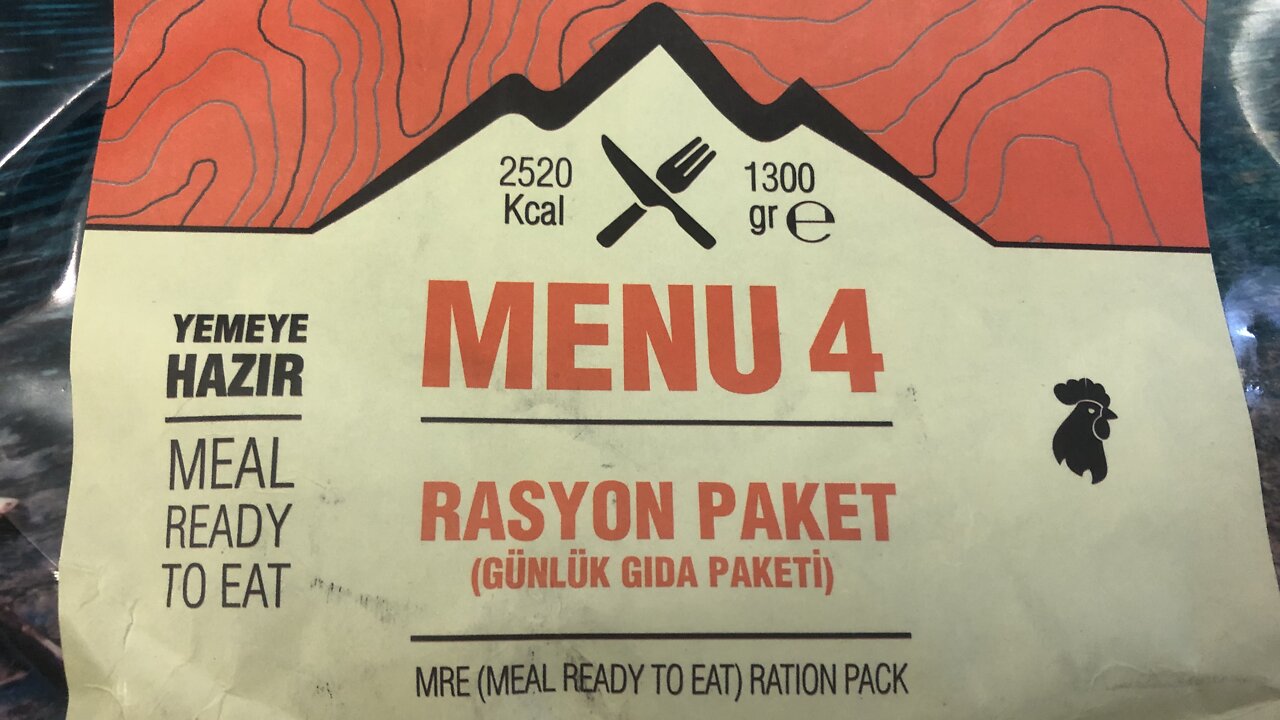 2520
Kcal
1300
gr ℮
MENU 4
YEMEYE
HAZIR
MEAL
READY
TO EAT
RASYON PAKET
(GÜNLÜK GIDA PAKETİ)
MRE (MEAL READY TO EAT) RATION PACK